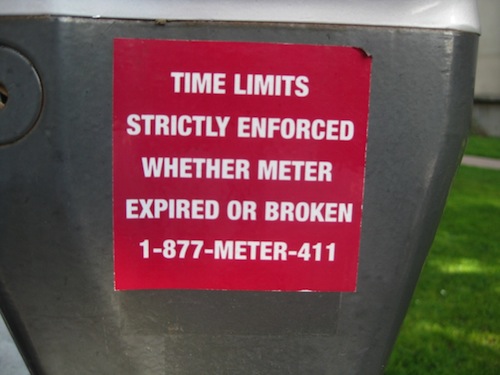 TIME LIMITS
STRICTLY ENFORCED
WHETHER METER
EXPIRED OR BROKEN
1-877-METER-411